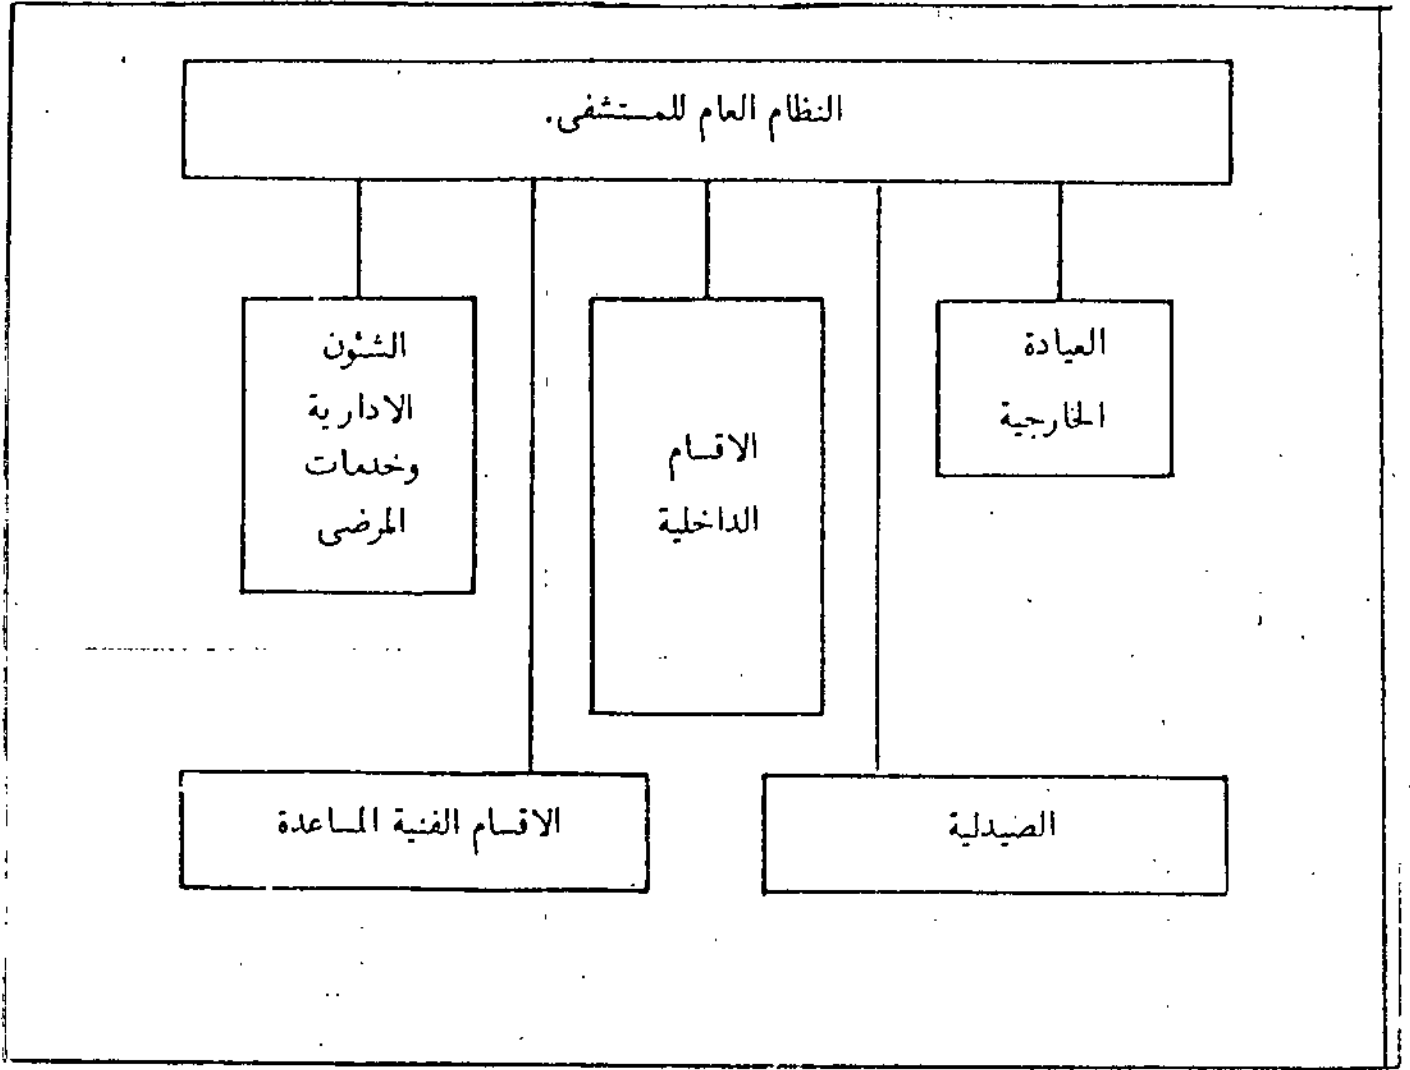 النظام العام للمستشفى.
العيادة
الخارجية
الاقسام
الداخلية
الشئون
الادارية
وخدمات
المرضى
الصيدلية
الاقسام الفنية المساعدة